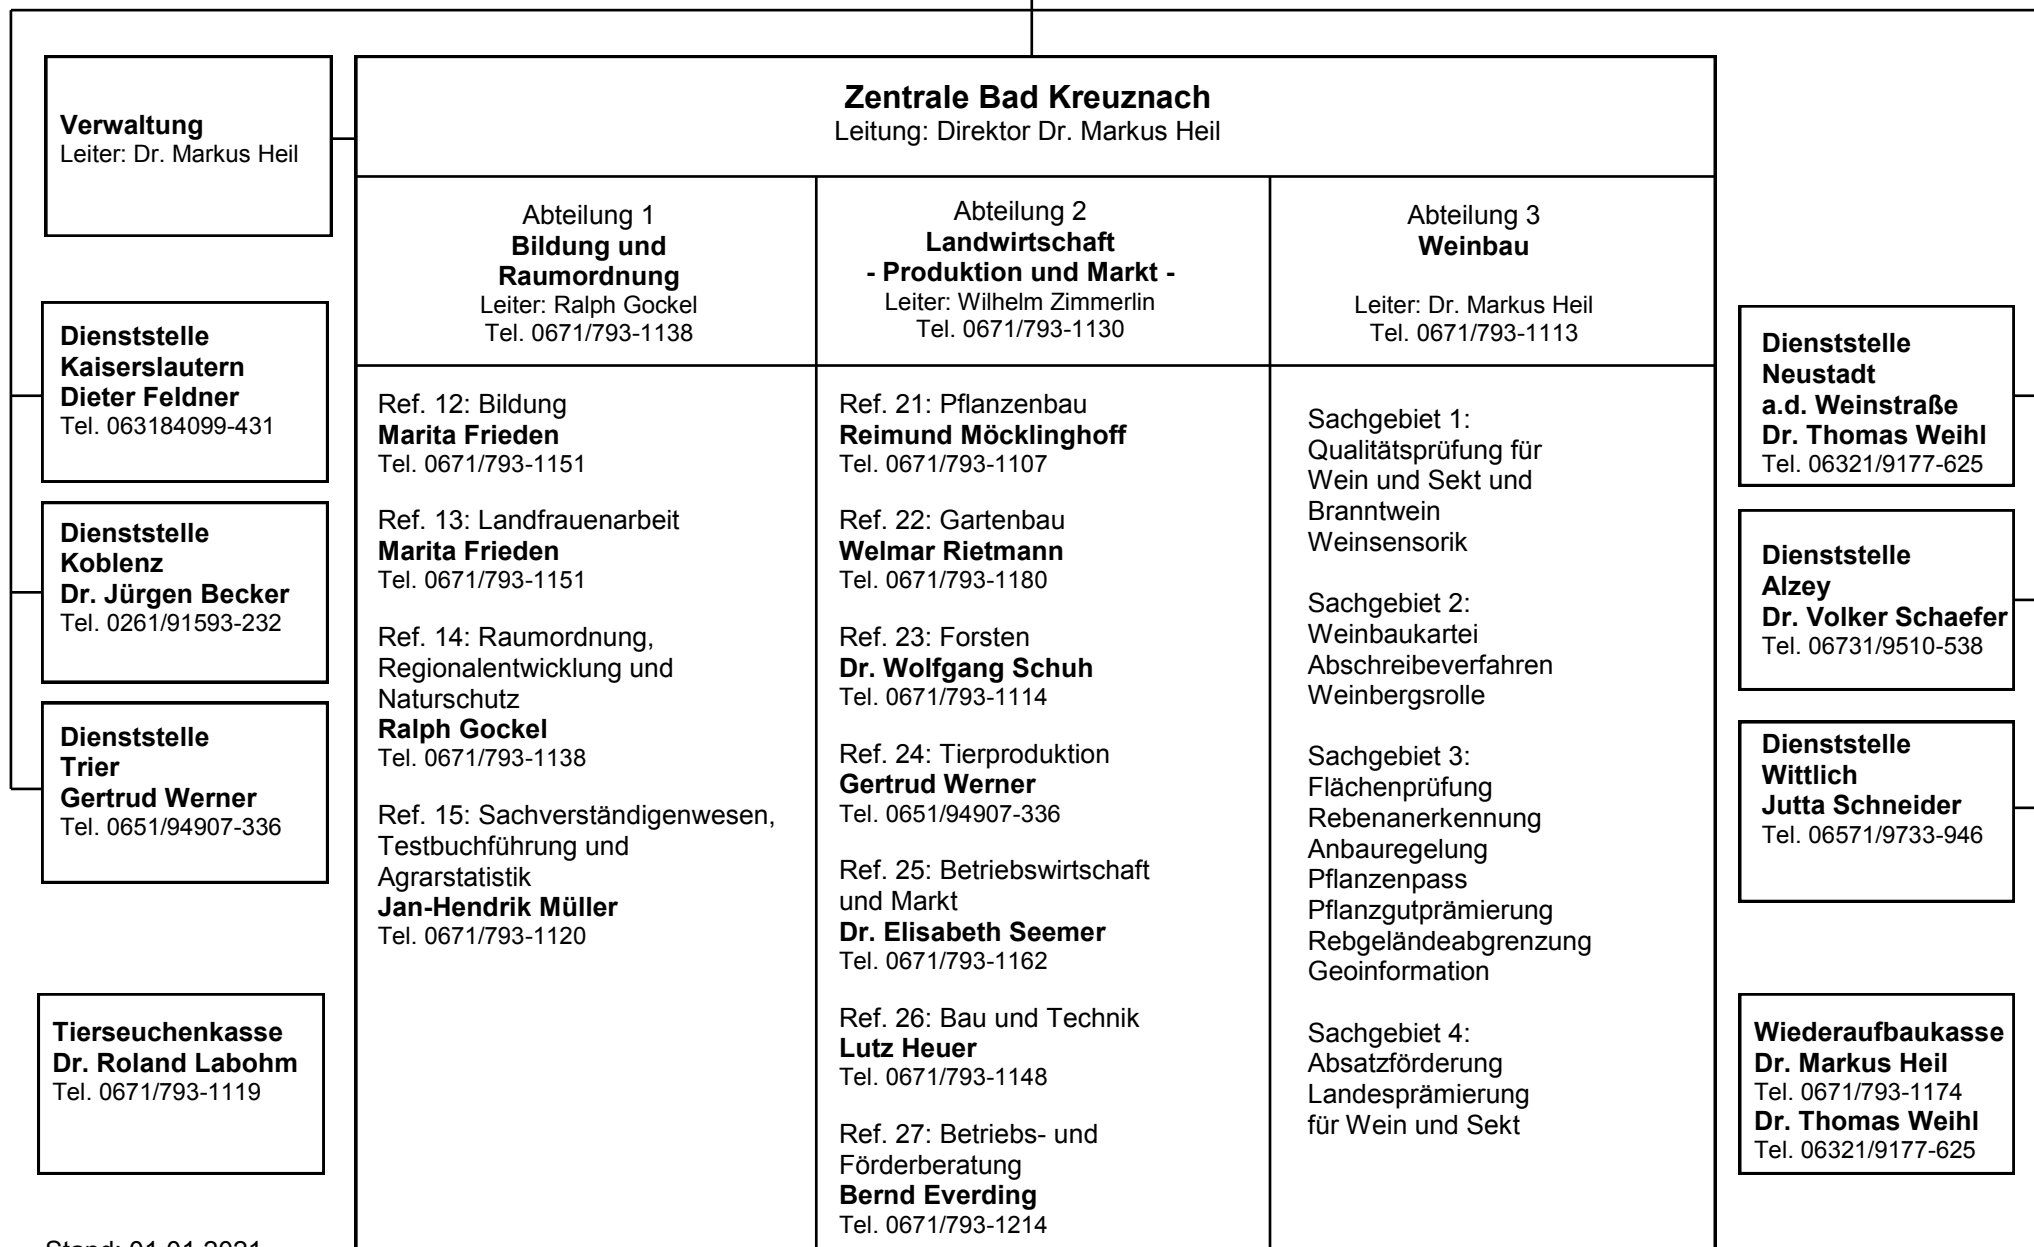 Zentrale Bad Kreuznach
Leitung: Direktor Dr. Markus Heil
Verwaltung
Leiter: Dr. Markus Heil
Dienststelle
Kaiserslautern
Dieter Feldner
Tel. 063184099-431
Dienststelle
Koblenz
Dr. Jürgen Becker
Tel. 0261/91593-232
Dienststelle
Trier
Gertrud Werner
Tel. 0651/94907-336
Tierseuchenkasse
Dr. Roland Labohm
Tel. 0671/793-1119
Abteilung 1
Bildung und
Raumordnung
Leiter: Ralph Gockel
Tel. 0671/793-1138
Ref. 12: Bildung
Marita Frieden
Tel. 0671/793-1151
Ref. 13: Landfrauenarbeit
Marita Frieden
Tel. 0671/793-1151
Ref. 14: Raumordnung,
Regionalentwicklung und
Naturschutz
Ralph Gockel
Tel. 0671/793-1138
Ref. 15: Sachverständigenwesen,
Testbuchführung und
Agrarstatistik
Jan-Hendrik Müller
Tel. 0671/793-1120
Abteilung 2
Landwirtschaft
- Produktion und Markt -
Leiter: Wilhelm Zimmerlin
Tel. 0671/793-1130
Ref. 21: Pflanzenbau
Reimund Möcklinghoff
Tel. 0671/793-1107
Ref. 22: Gartenbau
Welmar Rietmann
Tel. 0671/793-1180
Ref. 23: Forsten
Dr. Wolfgang Schuh
Tel. 0671/793-1114
Ref. 24: Tierproduktion
Gertrud Werner
Tel. 0651/94907-336
Ref. 25: Betriebswirtschaft
und Markt
Dr. Elisabeth Seemer
Tel. 0671/793-1162
Ref. 26: Bau und Technik
Lutz Heuer
Tel. 0671/793-1148
Ref. 27: Betriebs- und
Förderberatung
Bernd Everding
Tel. 0671/793-1214
Abteilung 3
Weinbau
Leiter: Dr. Markus Heil
Tel. 0671/793-1113
Sachgebiet 1:
Qualitätsprüfung für
Wein und Sekt und
Branntwein
Weinsensorik
Sachgebiet 2:
Weinbaukartei
Abschreibeverfahren
Weinbergsrolle
Sachgebiet 3:
Flächenprüfung
Rebenanerkennung
Anbauregelung
Pflanzenpass
Pflanzgutprämierung
Rebgeländeabgrenzung
Geoinformation
Sachgebiet 4:
Absatzförderung
Landesprämierung
für Wein und Sekt
Dienststelle
Neustadt
a.d. Weinstraße
Dr. Thomas Weihl
Tel. 06321/9177-625
Dienststelle
Alzey
Dr. Volker Schaefer
Tel. 06731/9510-538
Dienststelle
Wittlich
Jutta Schneider
Tel. 06571/9733-946
Wiederaufbaukasse
Dr. Markus Heil
Tel. 0671/793-1174
Dr. Thomas Weihl
Tel. 06321/9177-625
Stand: 01.01.2021